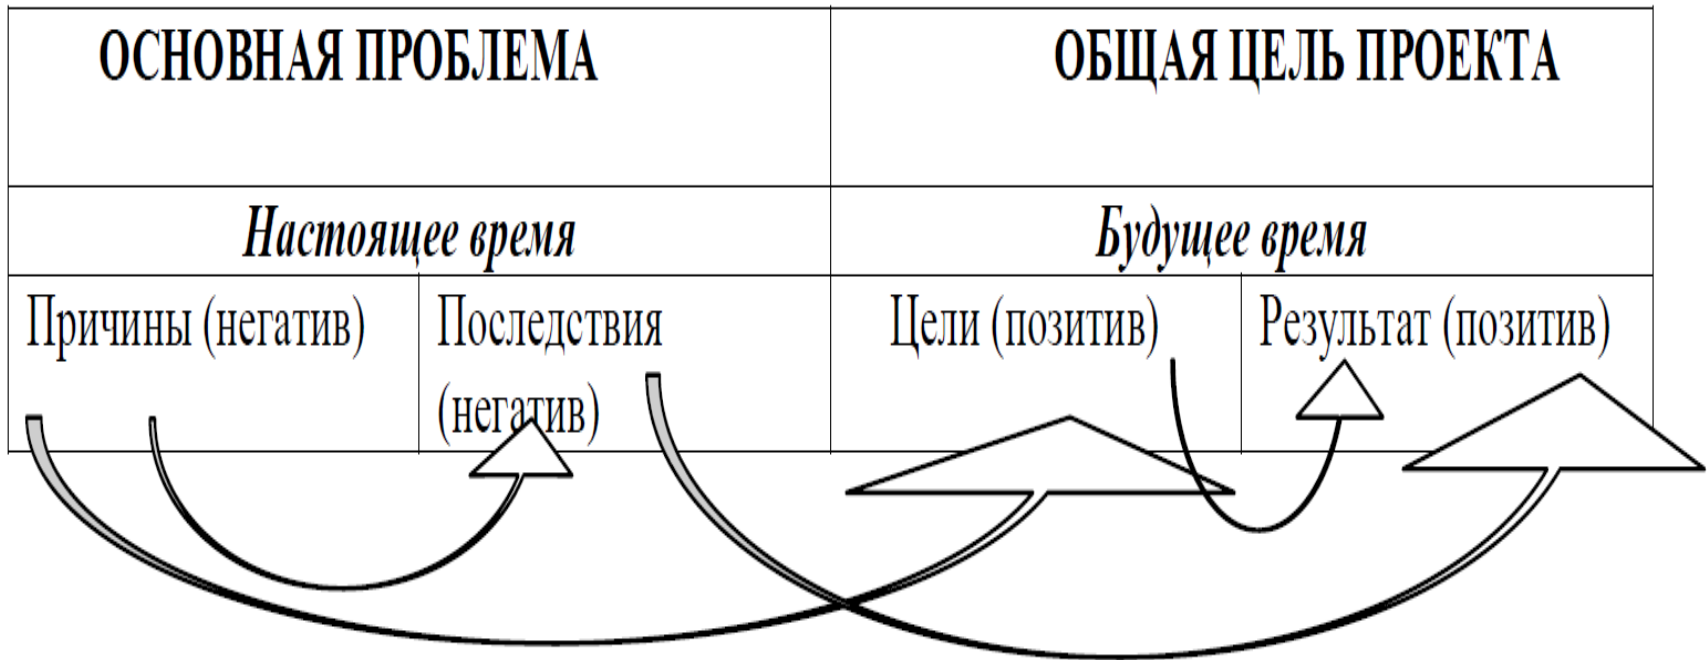 ОСНОВНАЯ ПРОБЛЕМА
ОБЩАЯ ЦЕЛЬ ПРОЕКТА
Настоящее время
Будущее время
Причины (негатив)
Последствия
(негатив)
Цели (позитив)
Результат (позитив)